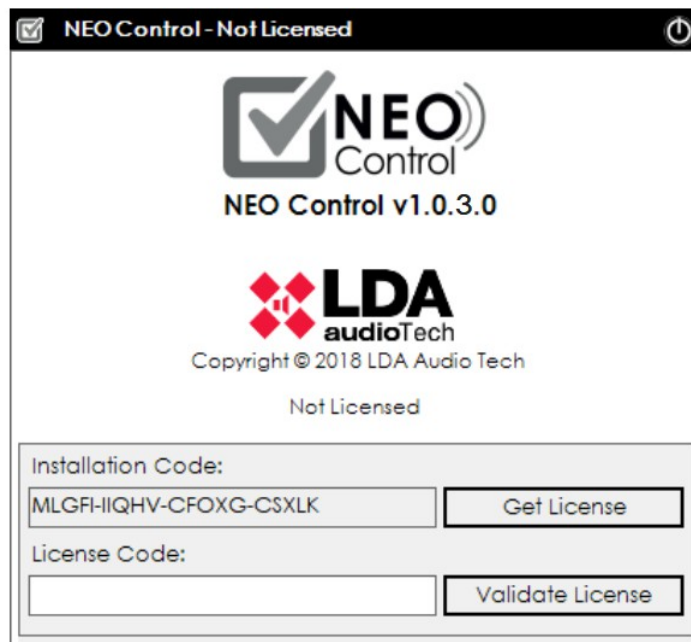 NEO Control - Not Licensed
NEO
Control
NEO Control v1.0.3.0
LDA
audioTech
Copyright © 2018 LDA Audio Tech
Not Licensed
Installation Code:
MLGFI-IIQHV-CFOXG-CSXLK Get License
License Code:
Validate License